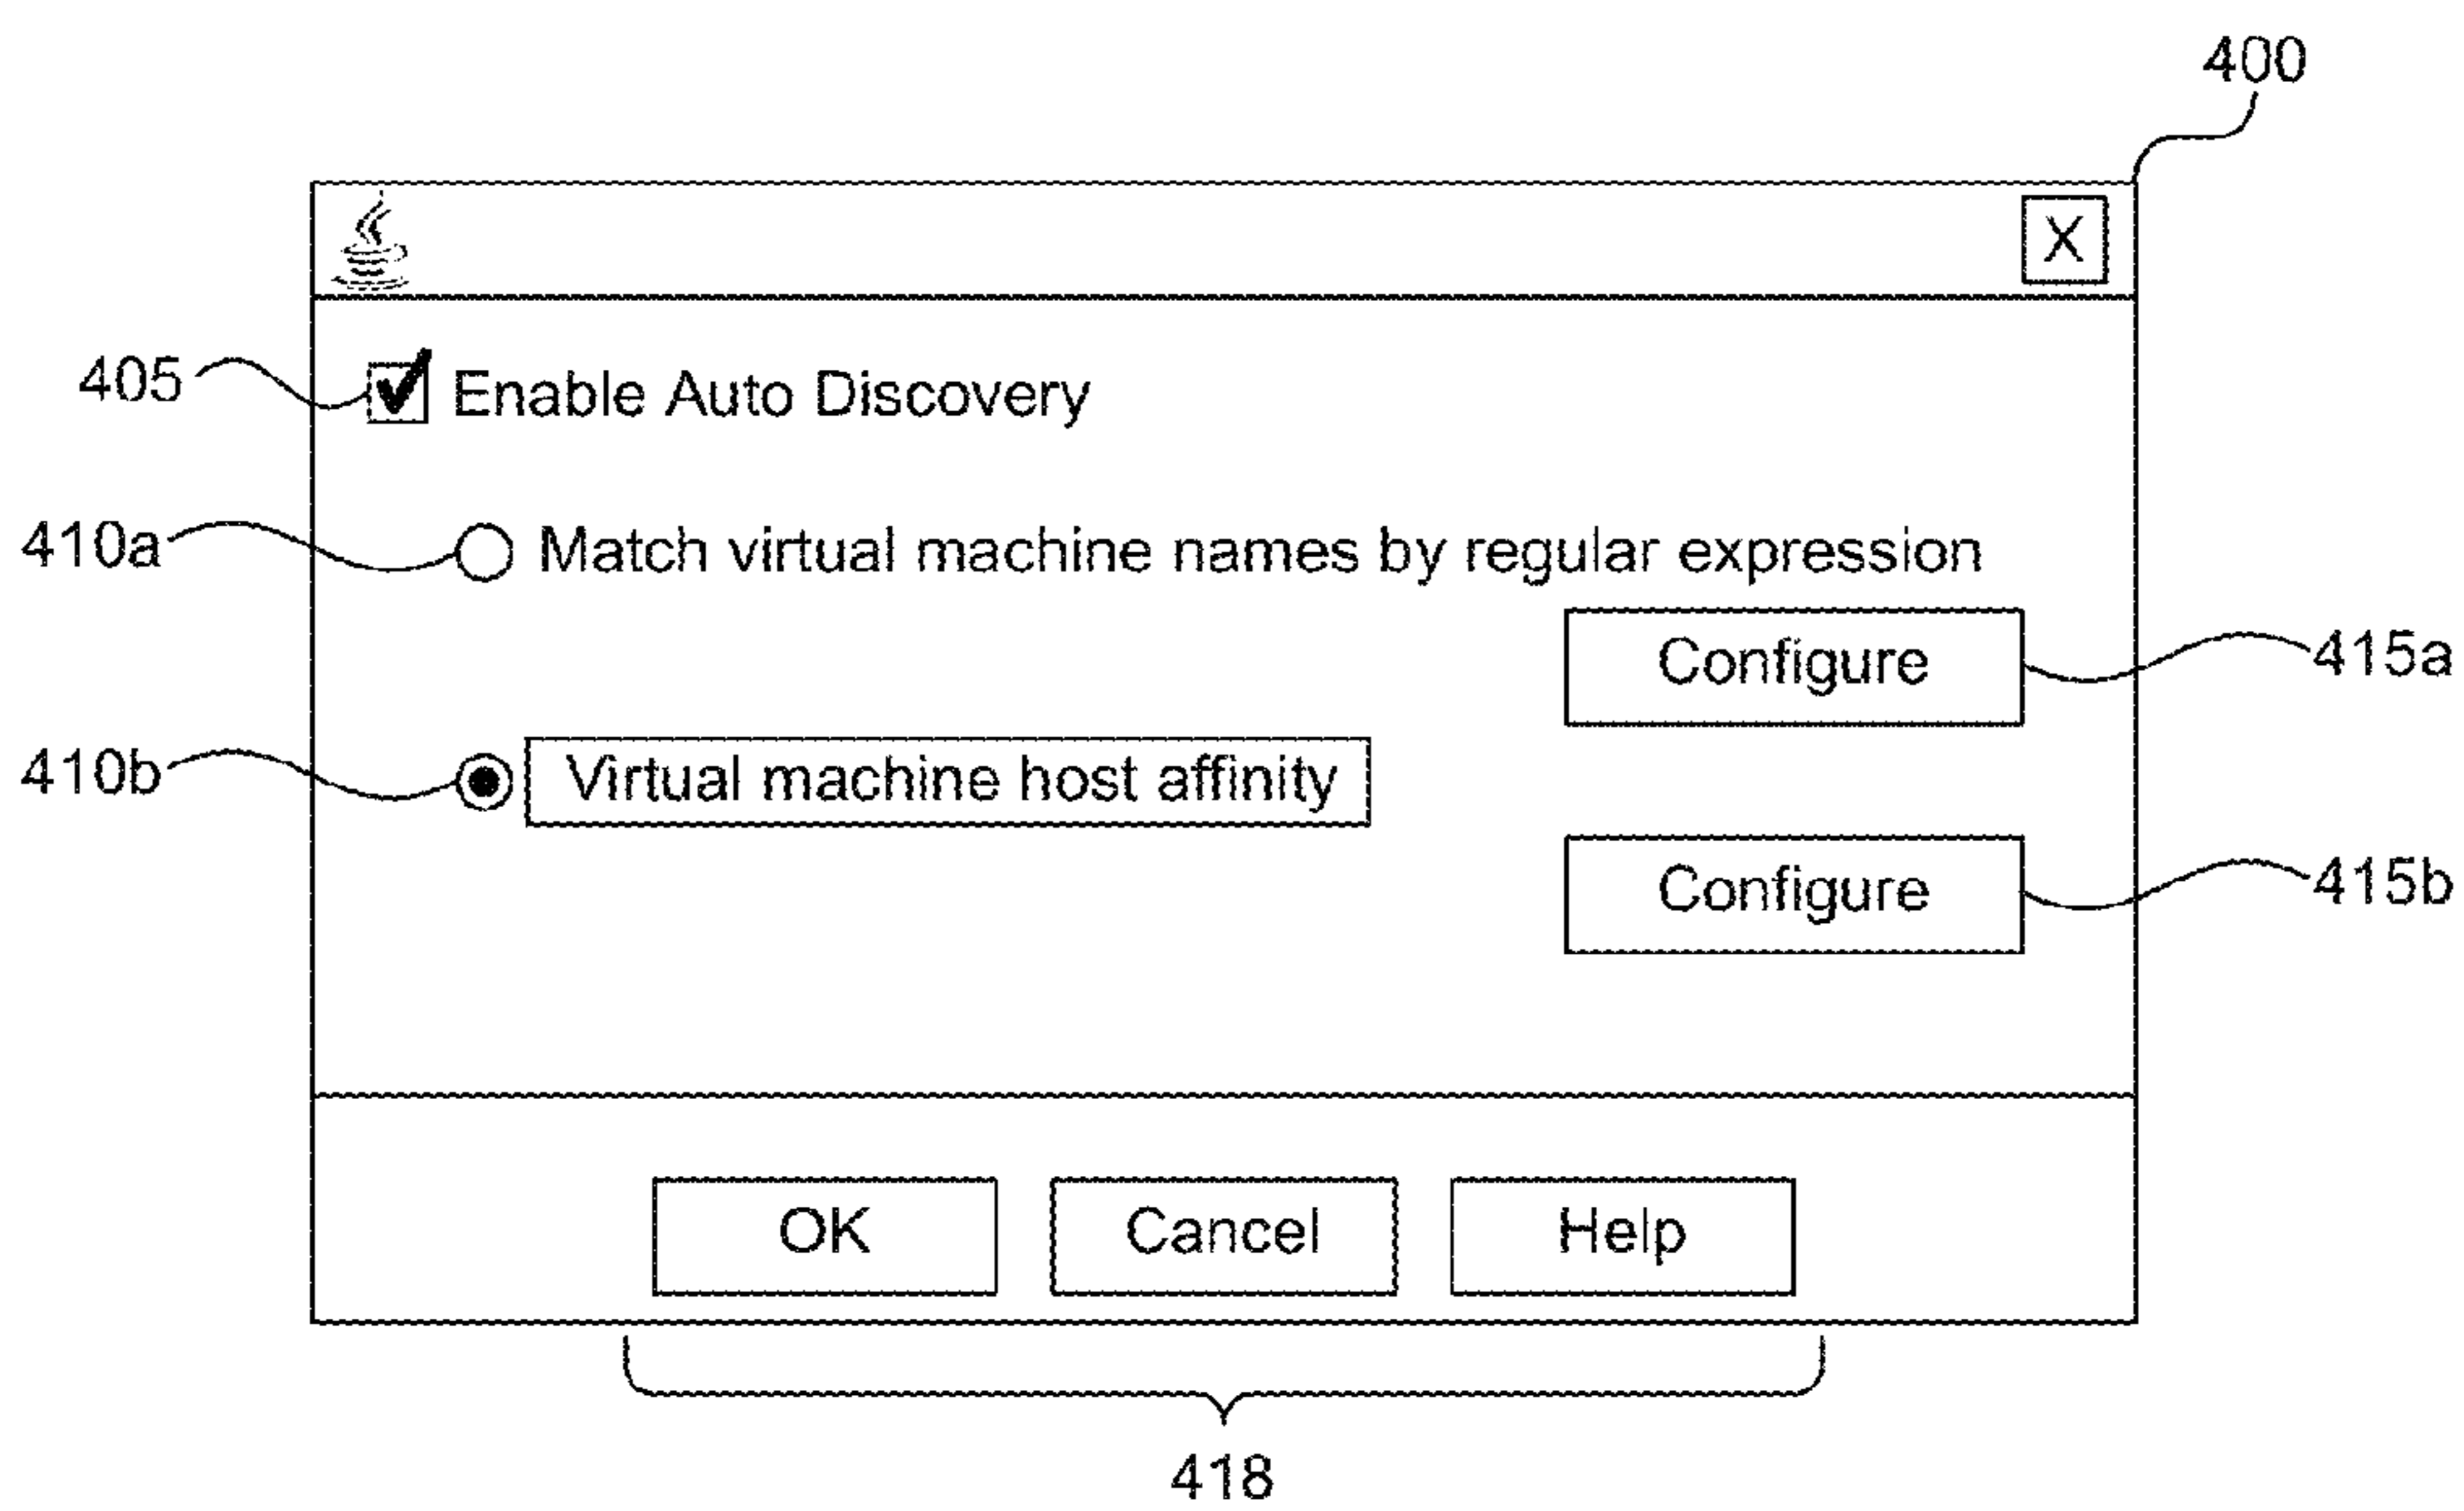 400
X
405 Enable Auto Discovery
410a Match virtual machine names by regular expression
Configure 415a
410b Virtual machine host affinity
Configure 415b
OK Cancel Help
418